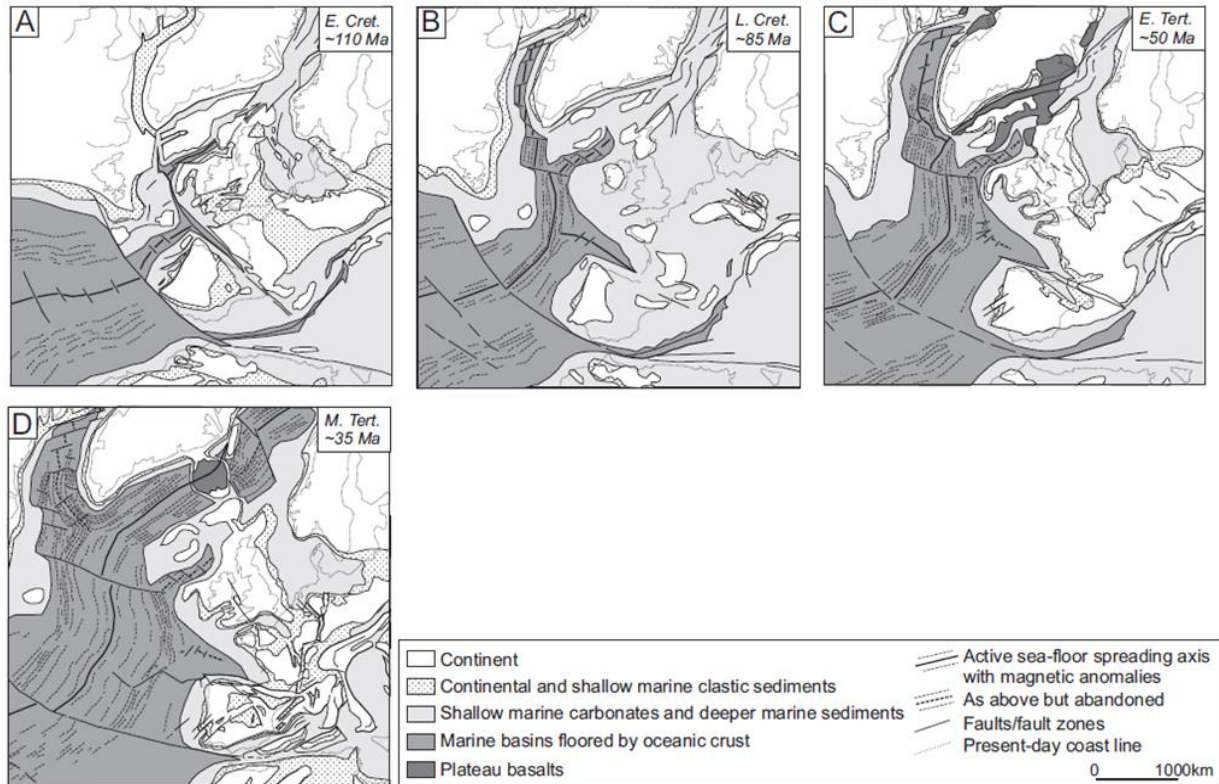 A
E. Cret.
~110 Ma
B
L. Cret.
~85 Ma
C
E. Tert.
~50 Ma
D
M. Tert.
~35 Ma
Continent
Continental and shallow marine clastic sediments
Shallow marine carbonates and deeper marine sediments
Marine basins floored by oceanic crust
Plateau basalts
Active sea-floor spreading axis
with magnetic anomalies
As above but abandoned
Faults/fault zones
Present-day coast line
0 1000km